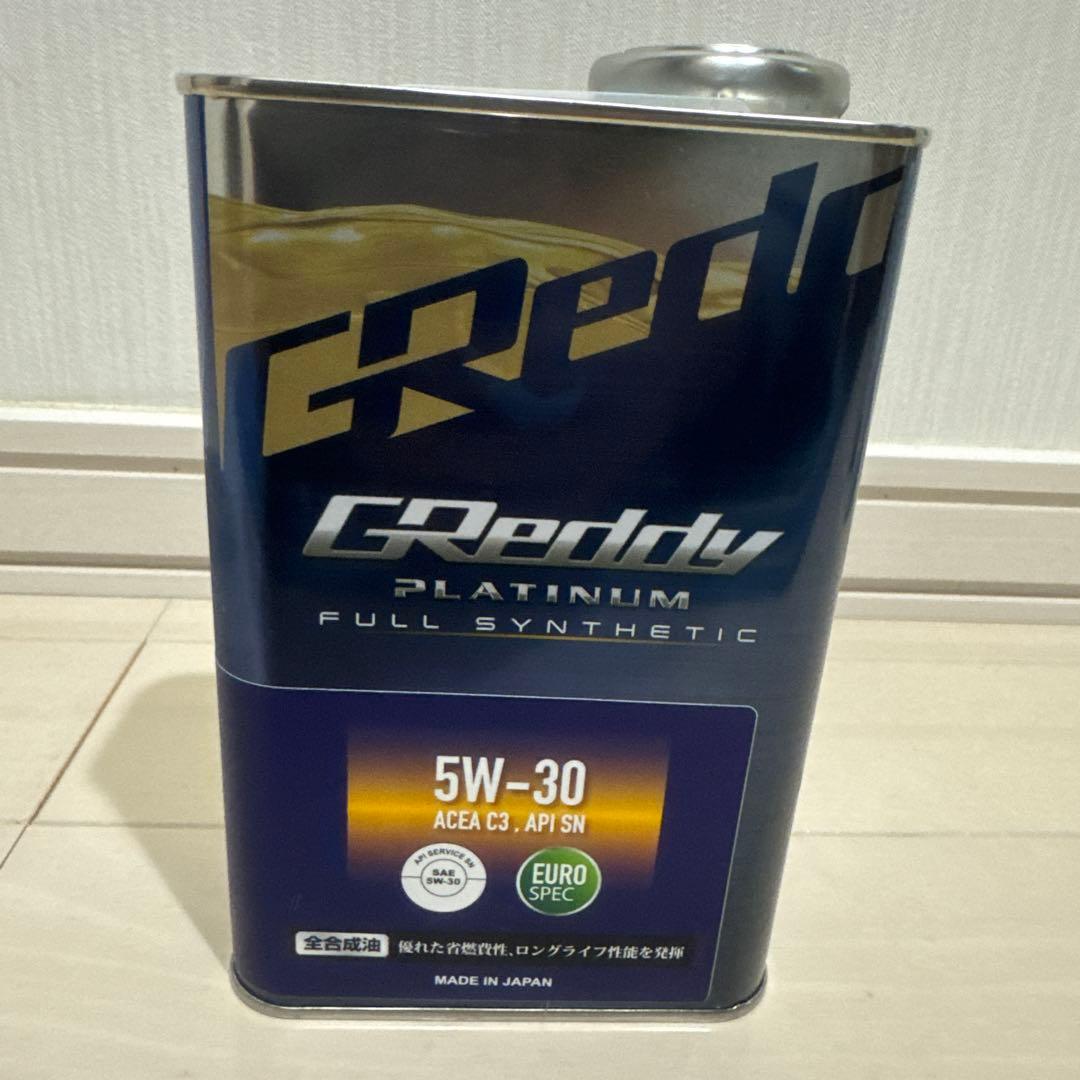 GReddy
GReddy
PLATINUM
FULL SYNTHETIC
5W-30
ACEA C3 , API SN
API SERVICE SN
SAE
5W-30
EURO
SPEC
全合成油 優れた省燃費性、ロングライフ性能を発揮
MADE IN JAPAN